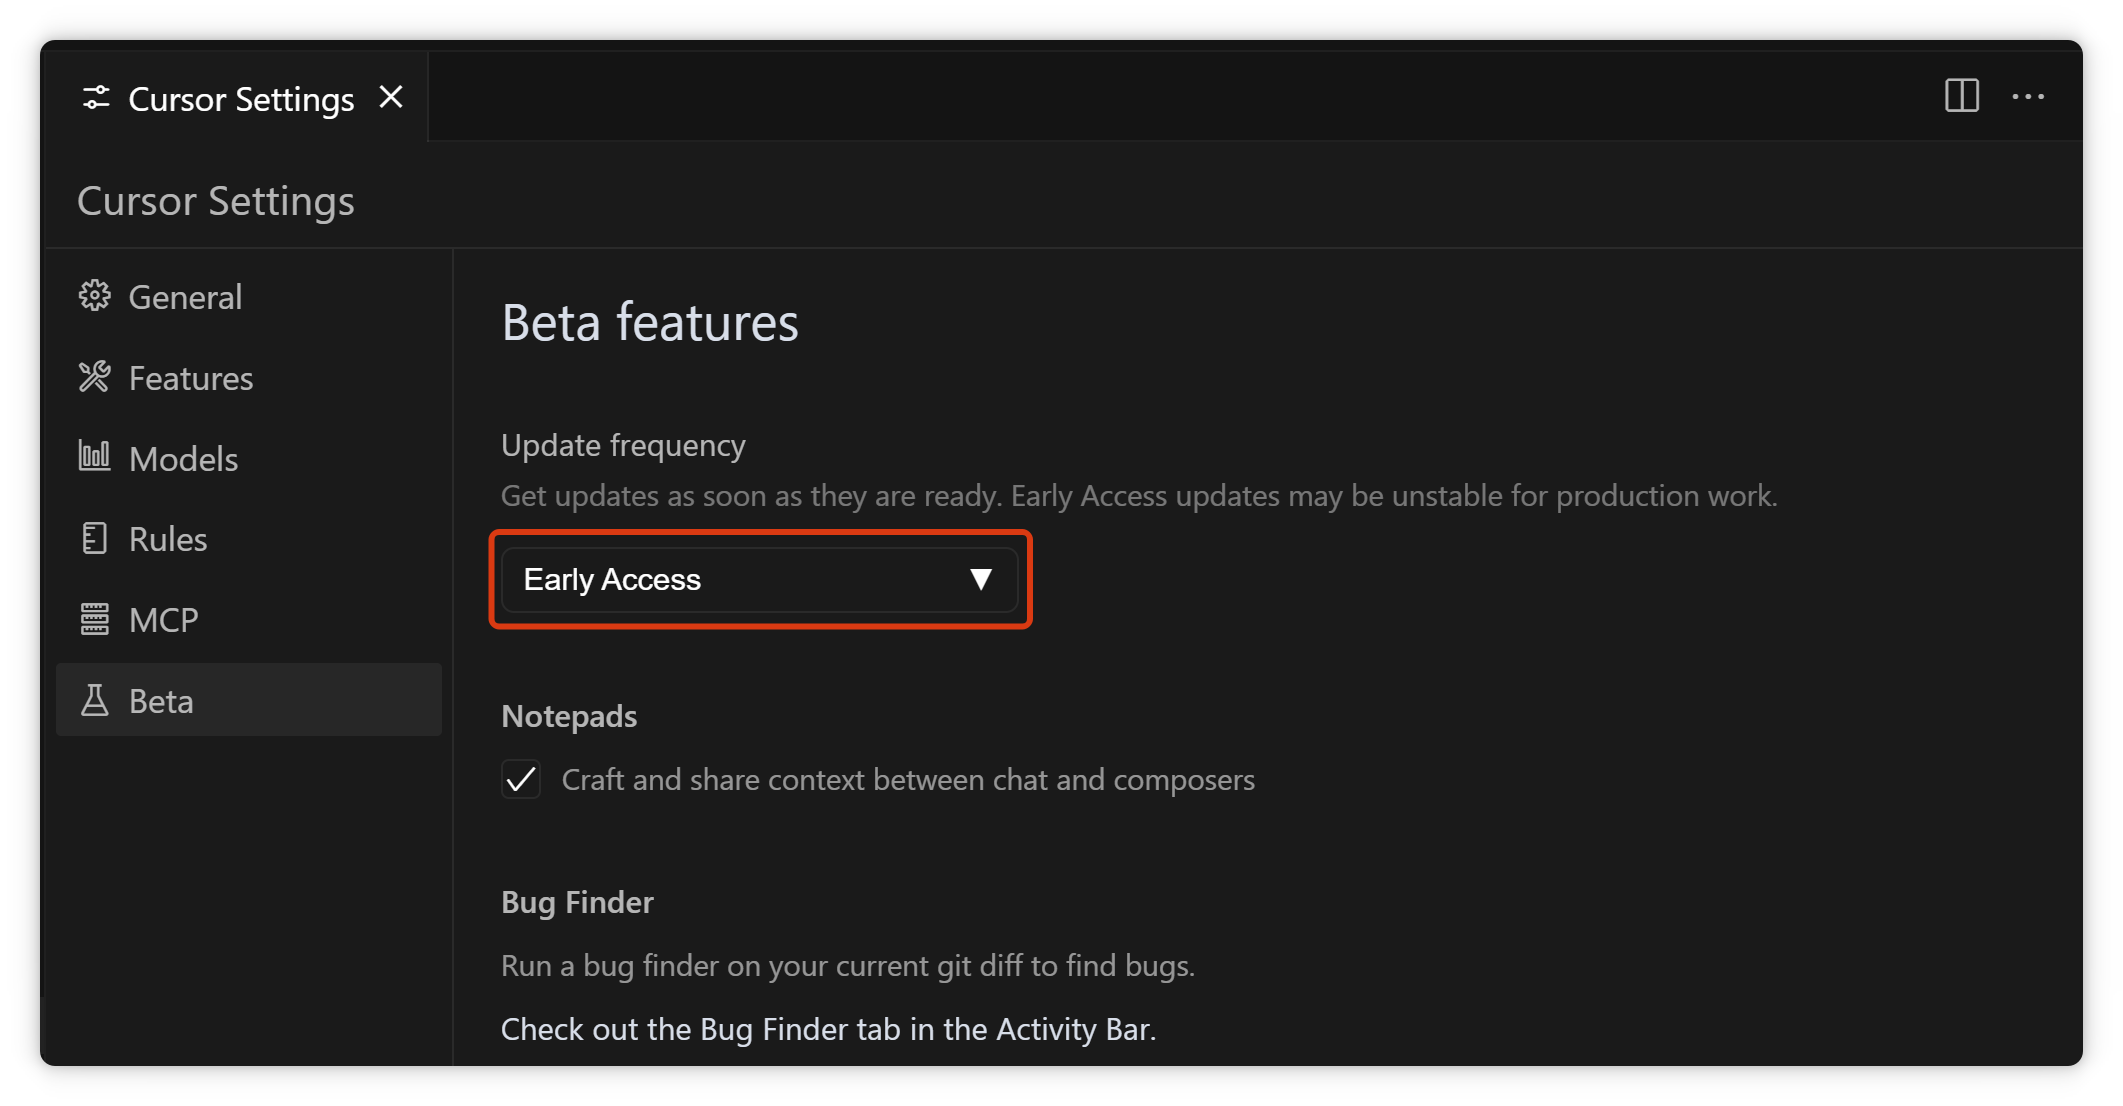 Cursor Settings
Cursor Settings
General
Features
Models
Rules
MCP
Beta
Beta features
Update frequency
Get updates as soon as they are ready. Early Access updates may be unstable for production work.
Early Access
Notepads
Craft and share context between chat and composers
Bug Finder
Run a bug finder on your current git diff to find bugs.
Check out the Bug Finder tab in the Activity Bar.